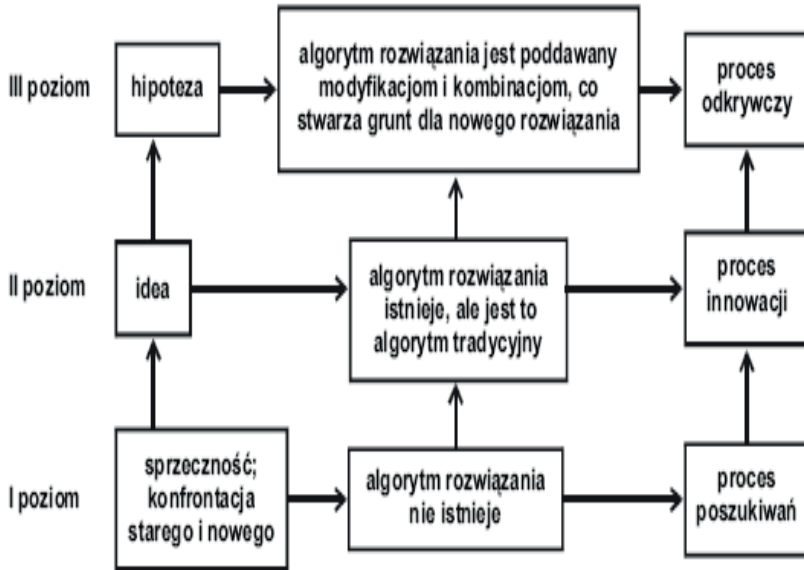 III poziom
hipoteza
algorytm rozwiązania jest poddawany
modyfikacjom i kombinacjom, co
stwarza grunt dla nowego rozwiązania
proces
odkrywczy
II poziom
idea
algorytm rozwiązania
istnieje, ale jest to
algorytm tradycyjny
proces
innowacji
I poziom
sprzeczność;
konfrontacja
starego i nowego
algorytm rozwiązania
nie istnieje
proces
poszukiwań